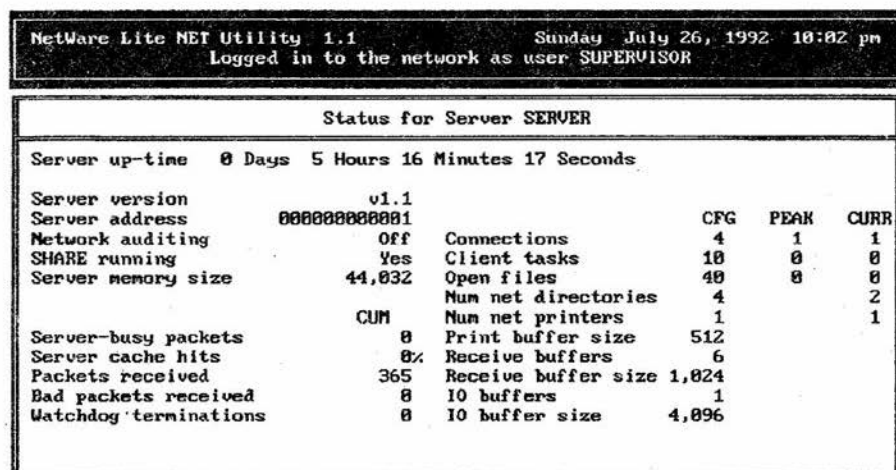 NetWare Lite NET Utility 1.1 Sunday July 26, 1992 10:02 pm
Logged in to the network as user SUPERVISOR
Status for Server SERVER
Server up-time 0 Days 5 Hours 16 Minutes 17 Seconds
Server version v1.1
Server address 000000000001 CFG PEAK CURR
Network auditing Off Connections 4 1 1
SHARE running Yes Client tasks 10 0 0
Server memory size 44,032 Open files 40 0 0
Num net directories 4 2
CUM Num net printers 1 1
Server-busy packets 0 Print buffer size 512
Server cache hits 0% Receive buffers 6
Packets received 365 Receive buffer size 1,024
Bad packets received 0 IO buffers 1
Watchdog terminations 0 IO buffer size 4,096